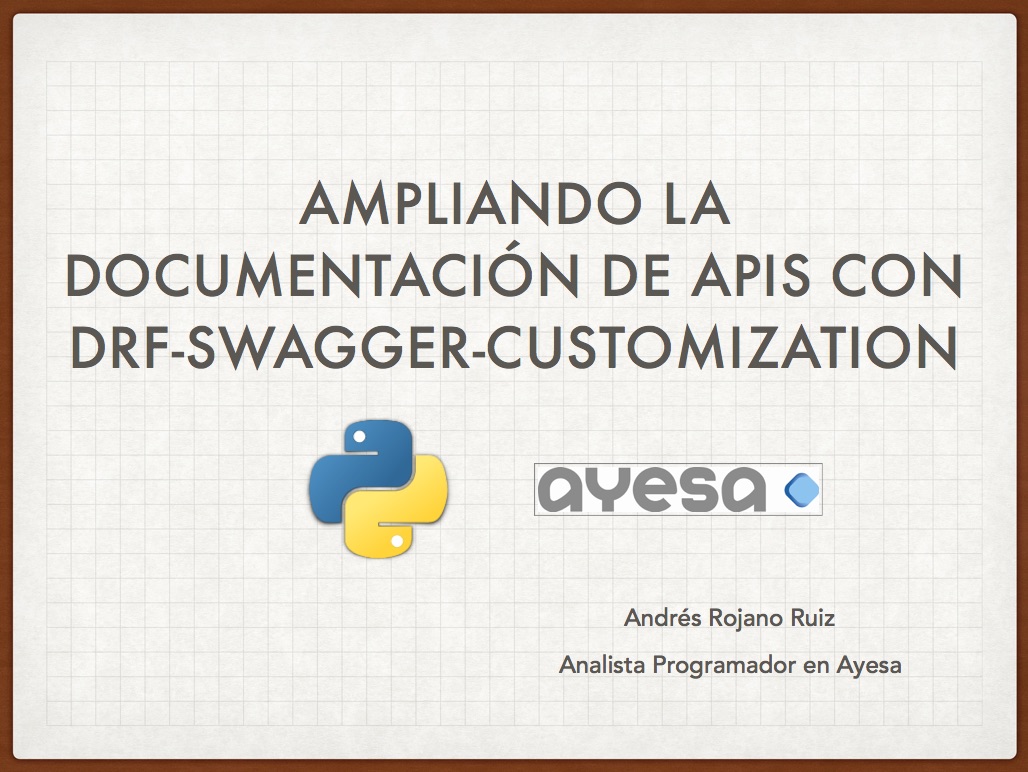 AMPLIANDO LA
DOCUMENTACIÓN DE APIS CON
DRF-SWAGGER-CUSTOMIZATION
ayesa
Andrés Rojano Ruiz
Analista Programador en Ayesa